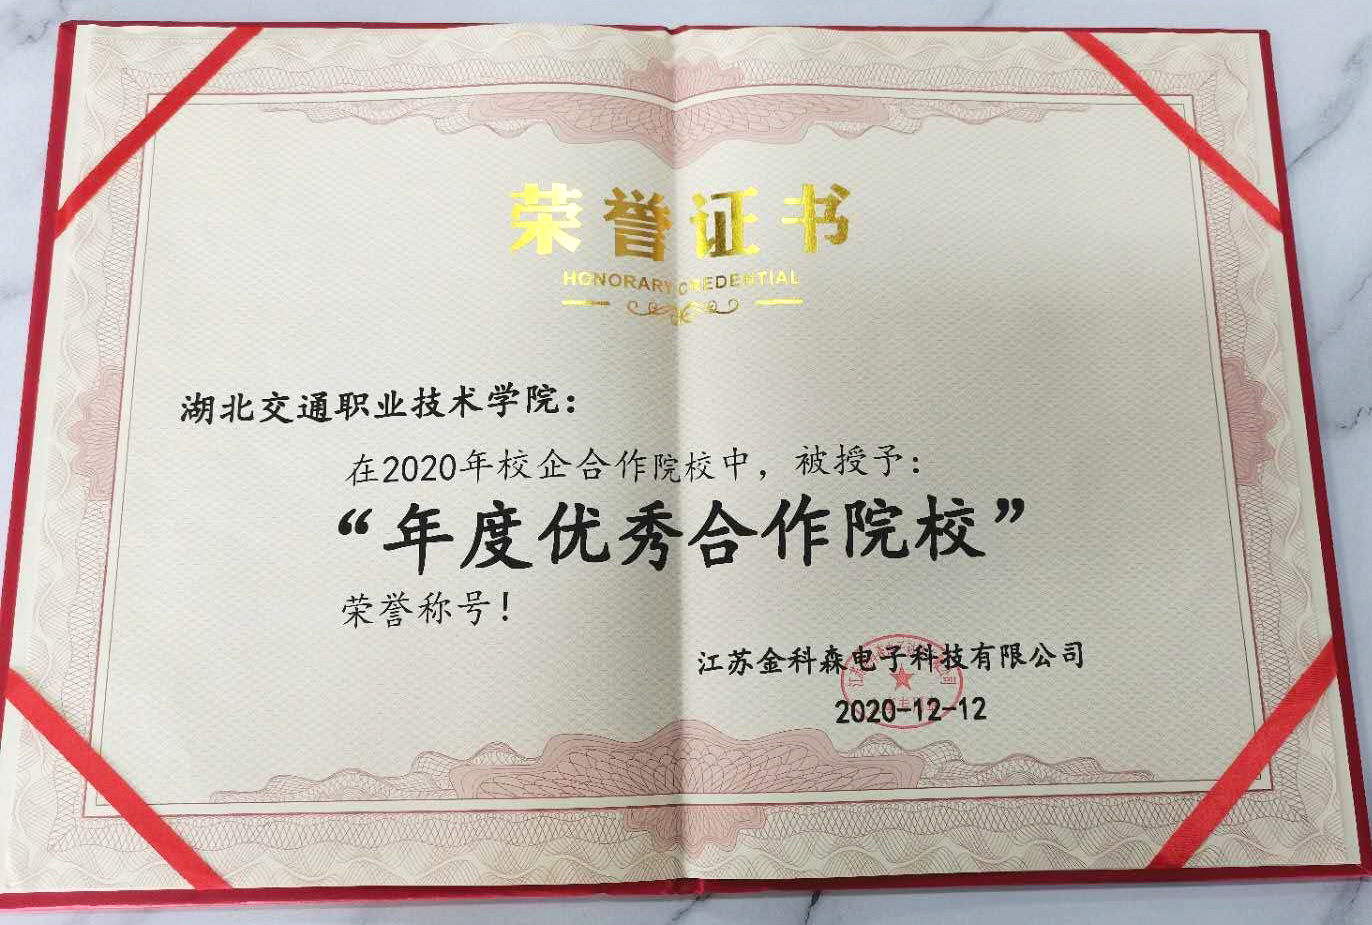 荣誉证书
HONORARY CREDENTIAL
湖北交通职业技术学院：
在2020年校企合作院校中，被授予：
“年度优秀合作院校”
荣誉称号！
江苏金科森电子科技有限公司
2020-12-12